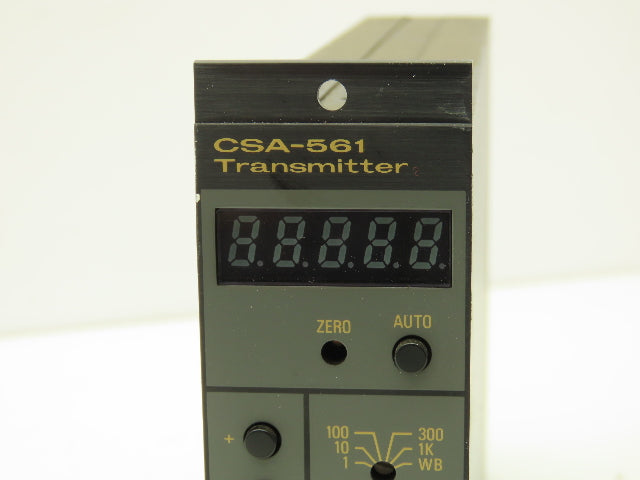 CSA-561
Transmitter
ZERO AUTO
+
100 300
10 1K
1 WB